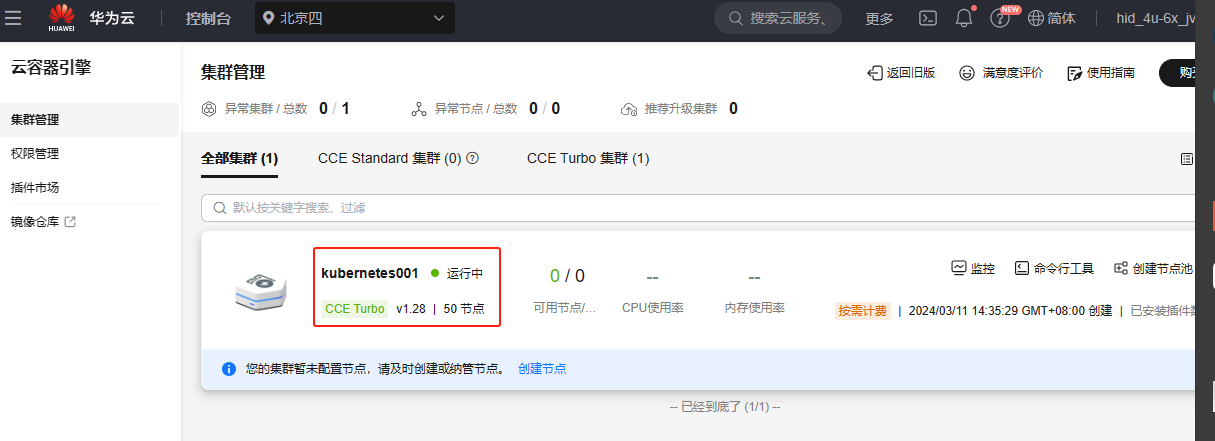 HUAWEI 华为云 控制台 北京四 搜索云服务、 更多 NEW 简体 hid_4u-6x_jv
云容器引擎
集群管理
权限管理
插件市场
镜像仓库
集群管理 返回旧版 满意度评价 使用指南
异常集群 / 总数 0 / 1 异常节点 / 总数 0 / 0 推荐升级集群 0
全部集群 (1) CCE Standard 集群 (0) CCE Turbo 集群 (1)
默认按关键字搜索、过滤
kubernetes001 运行中 0 / 0 -- -- 监控 命令行工具 创建节点池
CCE Turbo v1.28 | 50 节点 可用节点/... CPU使用率 内存使用率 按需计费 | 2024/03/11 14:35:29 GMT+08:00 创建 | 已安装插件
您的集群暂未配置节点，请及时创建或纳管节点。 创建节点
-- 已经到底了 (1/1) --